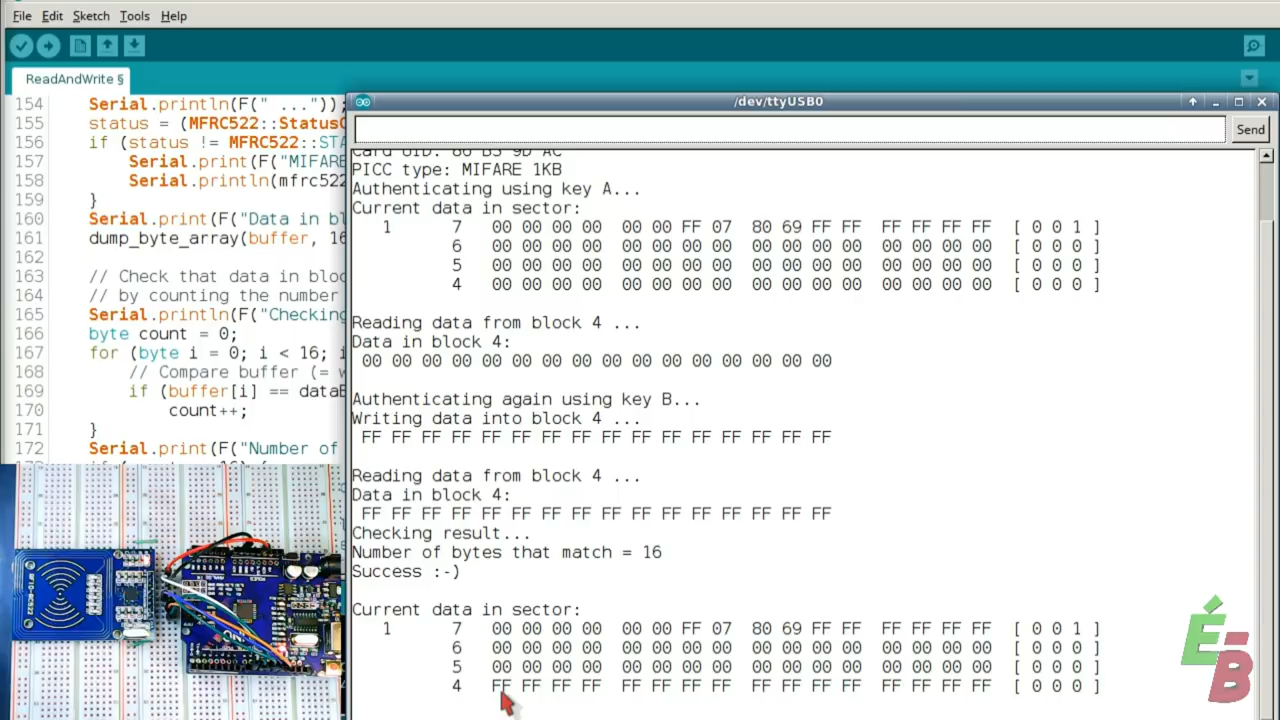 File Edit Sketch Tools Help
ReadAndWrite §
154 Serial.println(F(" ..."));
155 status = (MFRC522::StatusC
156 if (status != MFRC522::STA
157 Serial.print(F("MIFARE
158 Serial.println(mfrc522
159 }
160 Serial.print(F("Data in bl
161 dump_byte_array(buffer, 16
162
163 // Check that data in bloc
164 // by counting the number
165 Serial.println(F("Checking
166 byte count = 0;
167 for (byte i = 0; i < 16; i
168 // Compare buffer (= w
169 if (buffer[i] == dataB
170 count++;
171 }
172 Serial.print(F("Number of
/dev/ttyUSB0
Send
PICC type: MIFARE 1KB
Authenticating using key A...
Current data in sector:
1 7 00 00 00 00 00 00 FF 07 80 69 FF FF FF FF FF FF [ 0 0 1 ]
6 00 00 00 00 00 00 00 00 00 00 00 00 00 00 00 00 [ 0 0 0 ]
5 00 00 00 00 00 00 00 00 00 00 00 00 00 00 00 00 [ 0 0 0 ]
4 00 00 00 00 00 00 00 00 00 00 00 00 00 00 00 00 [ 0 0 0 ]
Reading data from block 4 ...
Data in block 4:
00 00 00 00 00 00 00 00 00 00 00 00 00 00 00 00
Authenticating again using key B...
Writing data into block 4 ...
FF FF FF FF FF FF FF FF FF FF FF FF FF FF FF FF
Reading data from block 4 ...
Data in block 4:
FF FF FF FF FF FF FF FF FF FF FF FF FF FF FF FF
Checking result...
Number of bytes that match = 16
Success :-)
Current data in sector:
1 7 00 00 00 00 00 00 FF 07 80 69 FF FF FF FF FF FF [ 0 0 1 ]
6 00 00 00 00 00 00 00 00 00 00 00 00 00 00 00 00 [ 0 0 0 ]
5 00 00 00 00 00 00 00 00 00 00 00 00 00 00 00 00 [ 0 0 0 ]
4 FF FF FF FF FF FF FF FF FF FF FF FF FF FF FF FF [ 0 0 0 ]
É-B